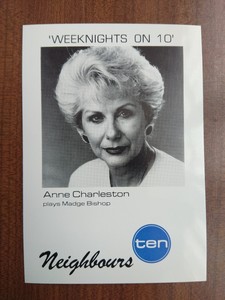 'WEEKNIGHTS ON 10'
Anne Charleston
plays Madge Bishop
ten
Neighbours